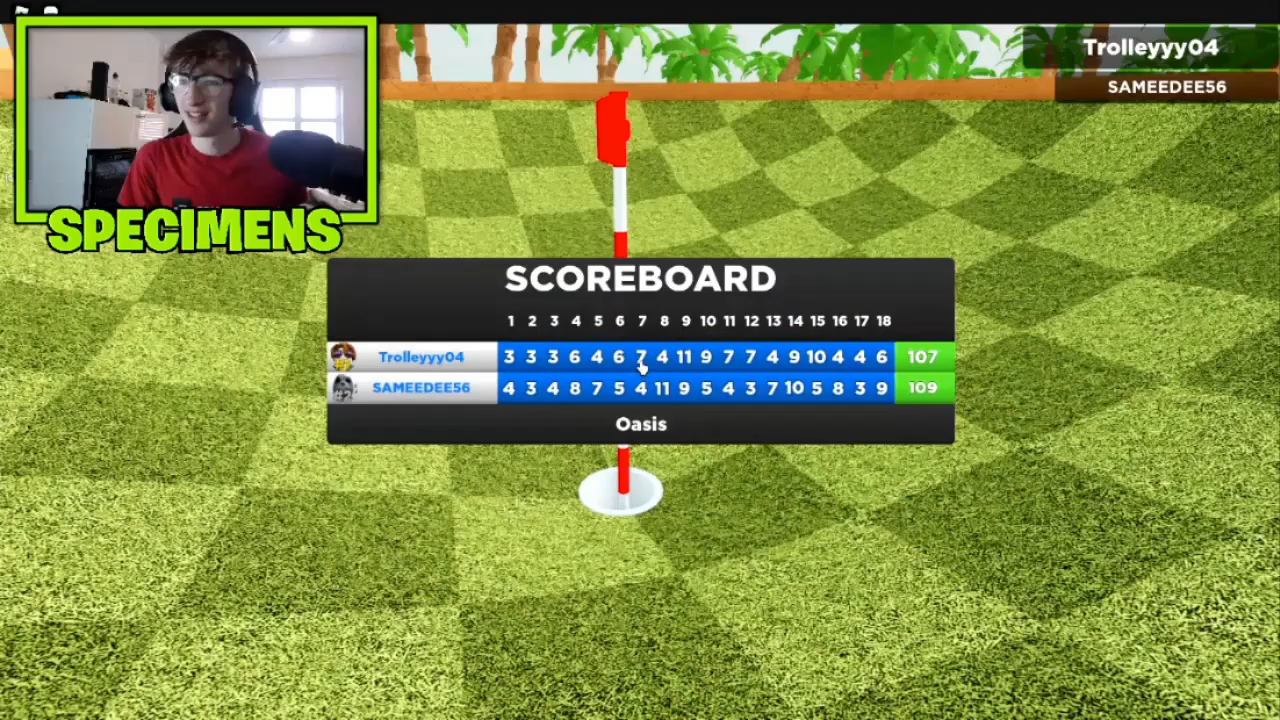 Trolleyyy04
SAMEEDEE56
SPECIMENS
SCOREBOARD
1 2 3 4 5 6 7 8 9 10 11 12 13 14 15 16 17 18
Trolleyyy04 3 3 3 6 4 6 7 4 11 9 7 7 4 9 10 4 4 6 107
SAMEEDEE56 4 3 4 8 7 5 4 11 9 5 4 3 7 10 5 8 3 9 109
Oasis